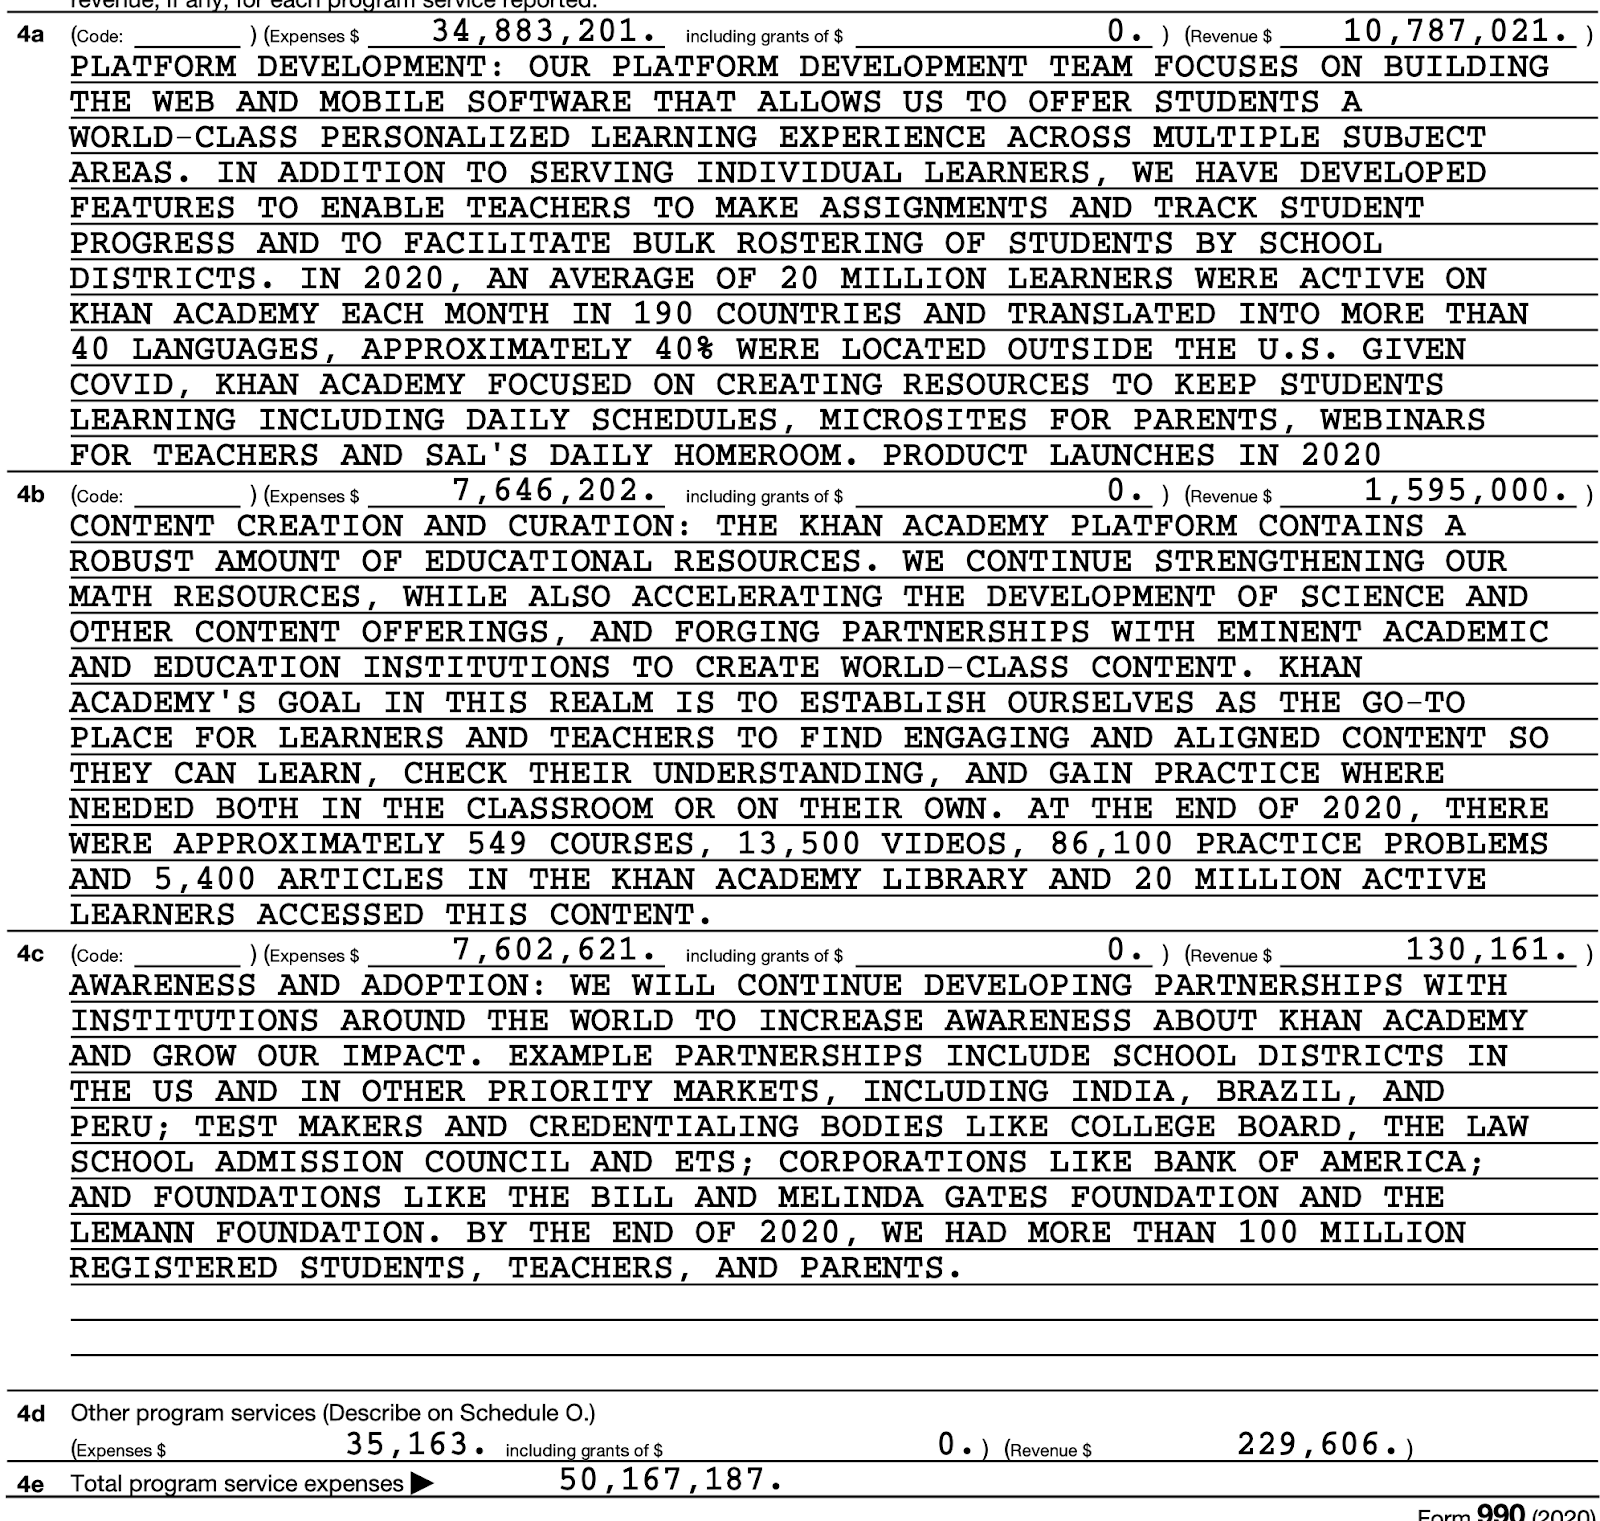 revenue, if any, for each program service reported.
4a (Code: ) (Expenses $ 34,883,201. including grants of $ 0. ) (Revenue $ 10,787,021. )
PLATFORM DEVELOPMENT: OUR PLATFORM DEVELOPMENT TEAM FOCUSES ON BUILDING
THE WEB AND MOBILE SOFTWARE THAT ALLOWS US TO OFFER STUDENTS A
WORLD-CLASS PERSONALIZED LEARNING EXPERIENCE ACROSS MULTIPLE SUBJECT
AREAS. IN ADDITION TO SERVING INDIVIDUAL LEARNERS, WE HAVE DEVELOPED
FEATURES TO ENABLE TEACHERS TO MAKE ASSIGNMENTS AND TRACK STUDENT
PROGRESS AND TO FACILITATE BULK ROSTERING OF STUDENTS BY SCHOOL
DISTRICTS. IN 2020, AN AVERAGE OF 20 MILLION LEARNERS WERE ACTIVE ON
KHAN ACADEMY EACH MONTH IN 190 COUNTRIES AND TRANSLATED INTO MORE THAN
40 LANGUAGES, APPROXIMATELY 40% WERE LOCATED OUTSIDE THE U.S. GIVEN
COVID, KHAN ACADEMY FOCUSED ON CREATING RESOURCES TO KEEP STUDENTS
LEARNING INCLUDING DAILY SCHEDULES, MICROSITES FOR PARENTS, WEBINARS
FOR TEACHERS AND SAL'S DAILY HOMEROOM. PRODUCT LAUNCHES IN 2020
4b (Code: ) (Expenses $ 7,646,202. including grants of $ 0. ) (Revenue $ 1,595,000. )
CONTENT CREATION AND CURATION: THE KHAN ACADEMY PLATFORM CONTAINS A
ROBUST AMOUNT OF EDUCATIONAL RESOURCES. WE CONTINUE STRENGTHENING OUR
MATH RESOURCES, WHILE ALSO ACCELERATING THE DEVELOPMENT OF SCIENCE AND
OTHER CONTENT OFFERINGS, AND FORGING PARTNERSHIPS WITH EMINENT ACADEMIC
AND EDUCATION INSTITUTIONS TO CREATE WORLD-CLASS CONTENT. KHAN
ACADEMY'S GOAL IN THIS REALM IS TO ESTABLISH OURSELVES AS THE GO-TO
PLACE FOR LEARNERS AND TEACHERS TO FIND ENGAGING AND ALIGNED CONTENT SO
THEY CAN LEARN, CHECK THEIR UNDERSTANDING, AND GAIN PRACTICE WHERE
NEEDED BOTH IN THE CLASSROOM OR ON THEIR OWN. AT THE END OF 2020, THERE
WERE APPROXIMATELY 549 COURSES, 13,500 VIDEOS, 86,100 PRACTICE PROBLEMS
AND 5,400 ARTICLES IN THE KHAN ACADEMY LIBRARY AND 20 MILLION ACTIVE
LEARNERS ACCESSED THIS CONTENT.
4c (Code: ) (Expenses $ 7,602,621. including grants of $ 0. ) (Revenue $ 130,161. )
AWARENESS AND ADOPTION: WE WILL CONTINUE DEVELOPING PARTNERSHIPS WITH
INSTITUTIONS AROUND THE WORLD TO INCREASE AWARENESS ABOUT KHAN ACADEMY
AND GROW OUR IMPACT. EXAMPLE PARTNERSHIPS INCLUDE SCHOOL DISTRICTS IN
THE US AND IN OTHER PRIORITY MARKETS, INCLUDING INDIA, BRAZIL, AND
PERU; TEST MAKERS AND CREDENTIALING BODIES LIKE COLLEGE BOARD, THE LAW
SCHOOL ADMISSION COUNCIL AND ETS; CORPORATIONS LIKE BANK OF AMERICA;
AND FOUNDATIONS LIKE THE BILL AND MELINDA GATES FOUNDATION AND THE
LEMANN FOUNDATION. BY THE END OF 2020, WE HAD MORE THAN 100 MILLION
REGISTERED STUDENTS, TEACHERS, AND PARENTS.
4d Other program services (Describe on Schedule O.)
(Expenses $ 35,163. including grants of $ 0. ) (Revenue $ 229,606. )
4e Total program service expenses ▶ 50,167,187.
Form 990 (2020)